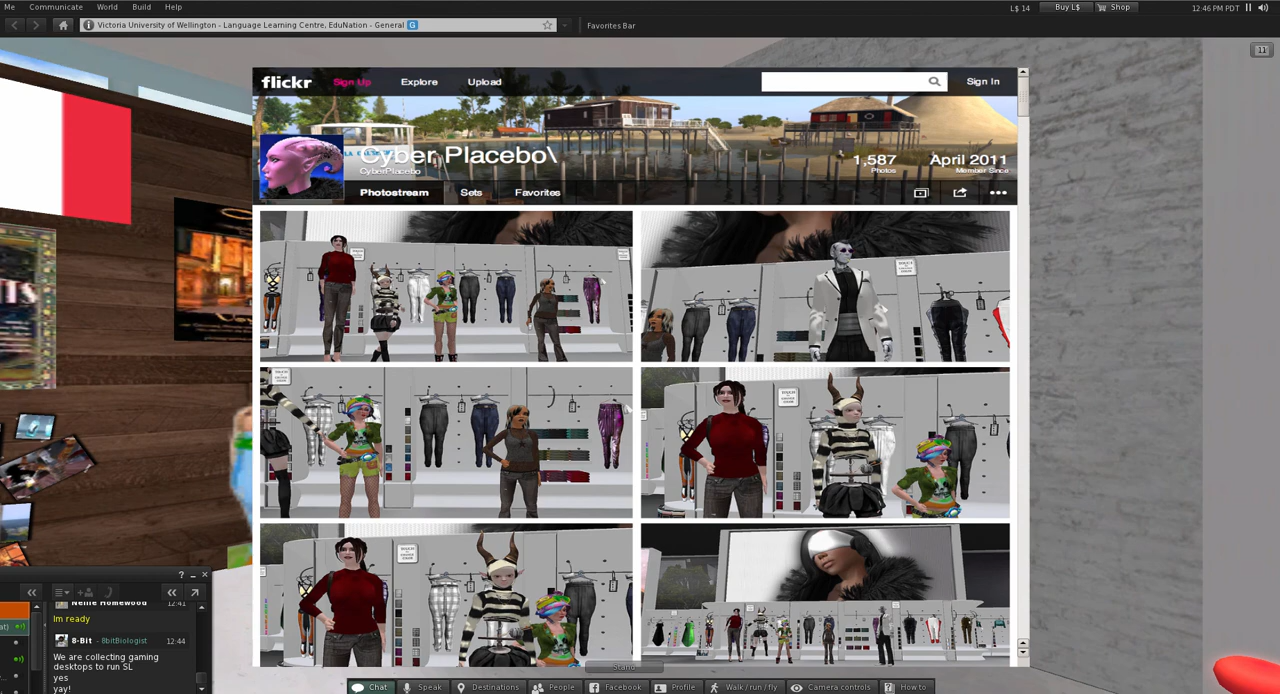 Me Communicate World Build Help
L$ 14 Buy L$ Shop 12:46 PM PDT
Victoria University of Wellington - Language Learning Centre, EduNation - General G
Favorites Bar
11
flickr Sign Up Explore Upload Sign In
Cyber Placebo\
CyberPlacebo
1,587
Photos
April 2011
Member Since
Photostream Sets Favorites
Nellie Homewood 12:41
Im ready
8-Bit - 8bitBiologist 12:44
We are collecting gaming
desktops to run SL
yes
yay!
Stand
Chat Speak Destinations People Facebook Profile Walk / run / fly Camera controls How to